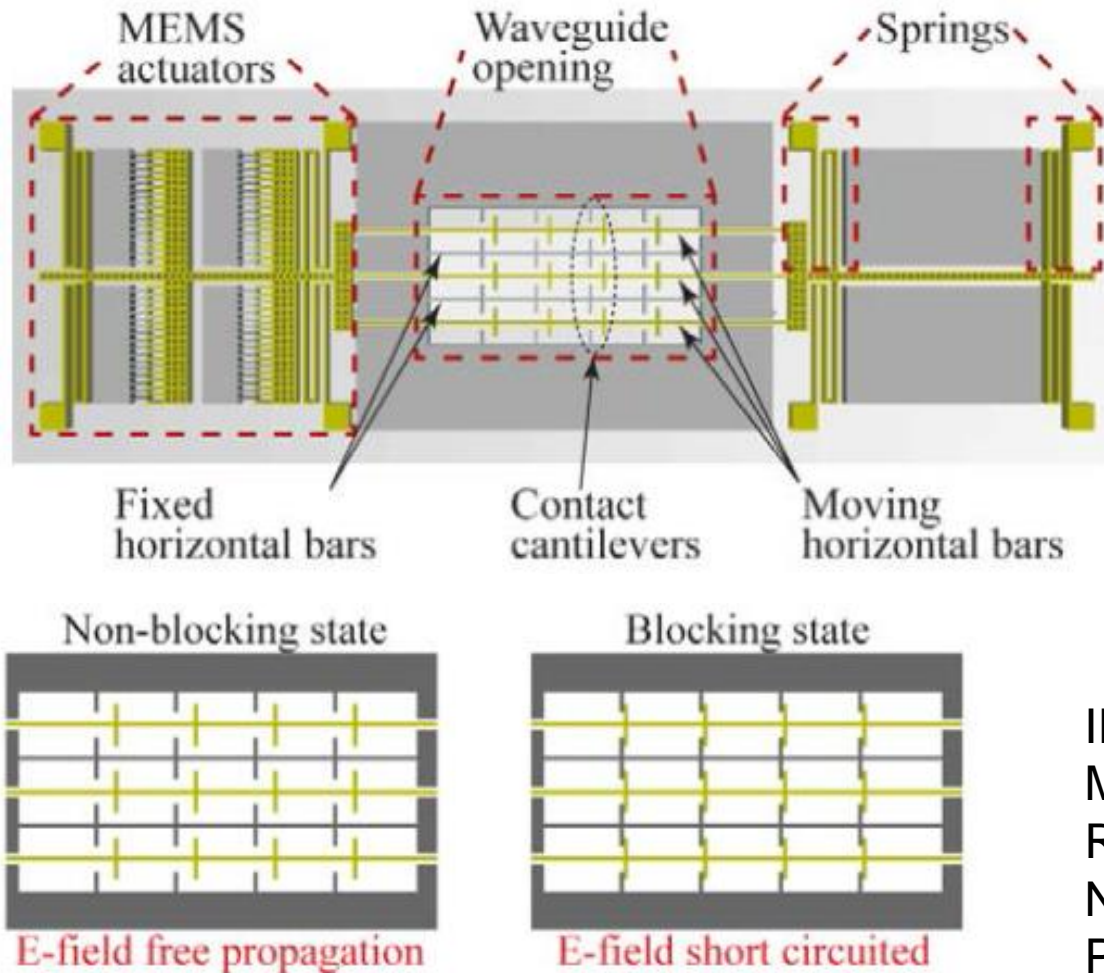 MEMS
actuators
Waveguide
opening
Springs
Fixed
horizontal bars
Contact
cantilevers
Moving
horizontal bars
Non-blocking state
Blocking state
E-field free propagation
E-field short circuited